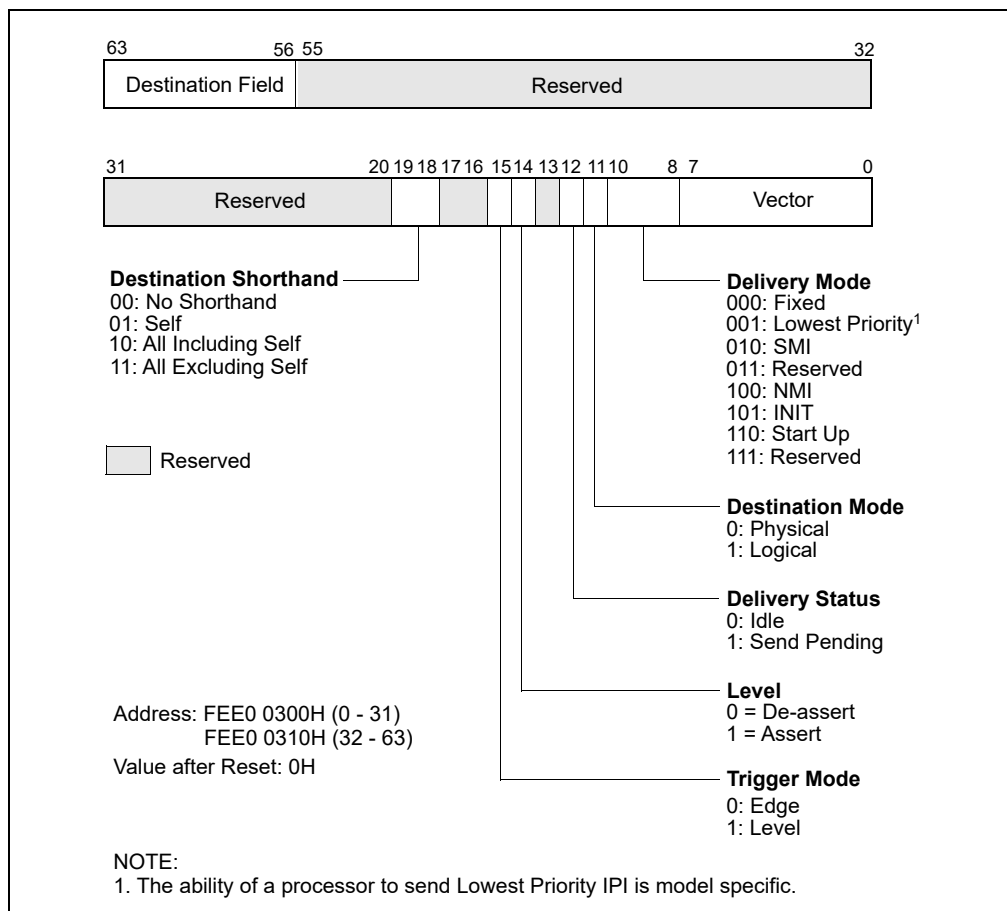 63 56 55 32
Destination Field Reserved
31 20 19 18 17 16 15 14 13 12 11 10 8 7 0
Reserved Vector
Destination Shorthand
00: No Shorthand
01: Self
10: All Including Self
11: All Excluding Self
Reserved
Delivery Mode
000: Fixed
001: Lowest Priority1
010: SMI
011: Reserved
100: NMI
101: INIT
110: Start Up
111: Reserved
Destination Mode
0: Physical
1: Logical
Delivery Status
0: Idle
1: Send Pending
Level
0 = De-assert
1 = Assert
Address: FEE0 0300H (0 - 31)
FEE0 0310H (32 - 63)
Value after Reset: 0H
Trigger Mode
0: Edge
1: Level
NOTE:
1. The ability of a processor to send Lowest Priority IPI is model specific.